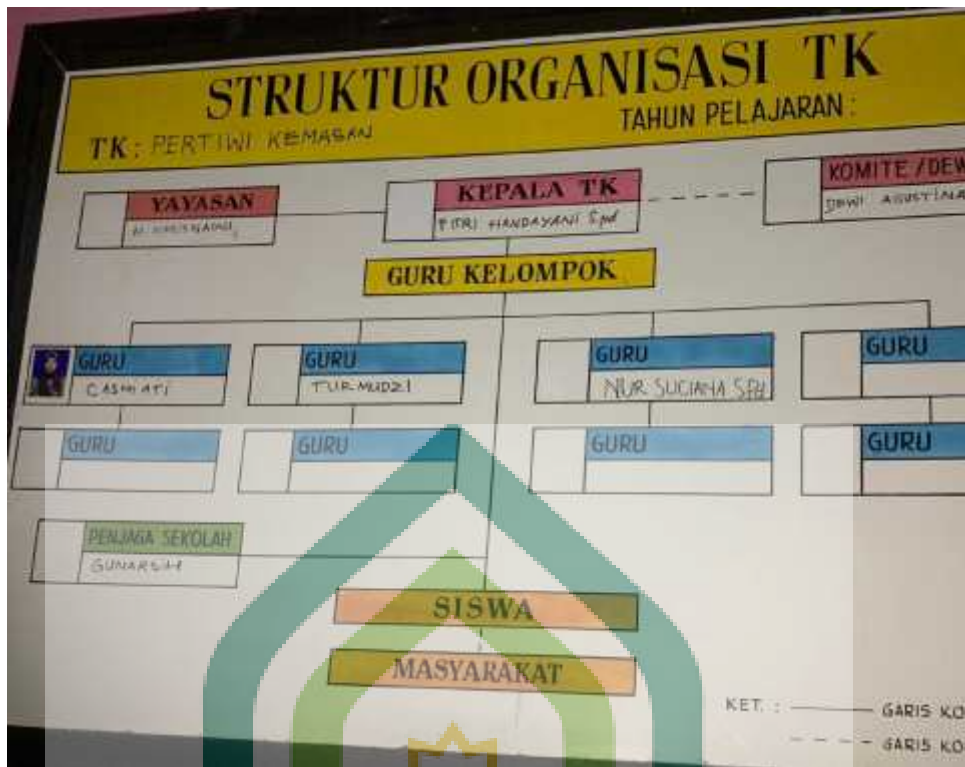 STRUKTUR ORGANISASI TK
TK: PERTIWI KEMASAN
TAHUN PELAJARAN :
YAYASAN
KEPALA TK
FITRI HANDAYANI S.pd
KOMITE / DEW
DEWI AGUSTINA
GURU KELOMPOK
GURU
CASMIATI
GURU
TURMUDZI
GURU
NUR SUCIANA S.Pd
GURU
GURU
GURU
GURU
GURU
PENJAGA SEKOLAH
GUNARSIH
SISWA
MASYARAKAT
KET. :
GARIS KO
GARIS KO